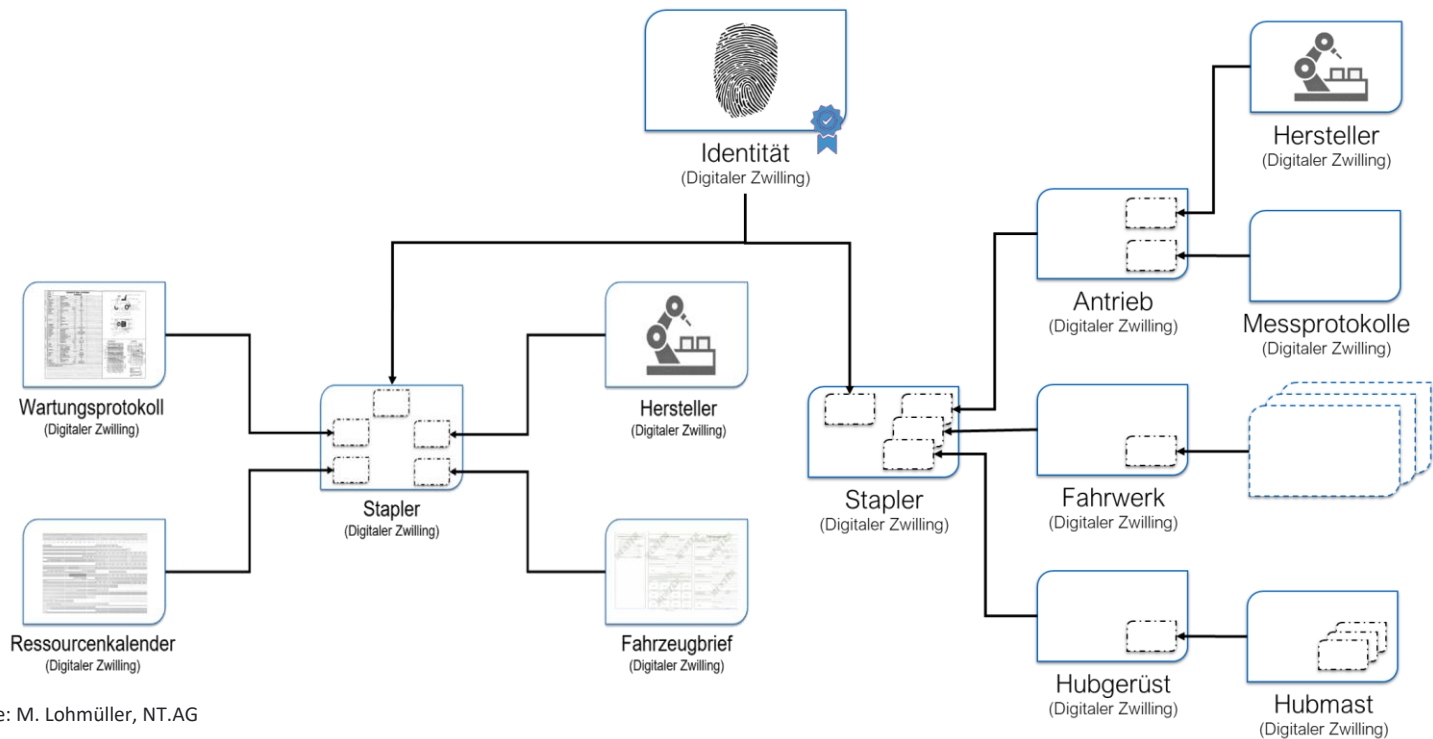 Identität
(Digitaler Zwilling)
Hersteller
(Digitaler Zwilling)
Antrieb
(Digitaler Zwilling)
Messprotokolle
(Digitaler Zwilling)
Wartungsprotokoll
(Digitaler Zwilling)
Hersteller
(Digitaler Zwilling)
Stapler
(Digitaler Zwilling)
Stapler
(Digitaler Zwilling)
Fahrwerk
(Digitaler Zwilling)
Ressourcenkalender
(Digitaler Zwilling)
Fahrzeugbrief
(Digitaler Zwilling)
Hubgerüst
(Digitaler Zwilling)
Hubmast
(Digitaler Zwilling)
e: M. Lohmüller, NT.AG